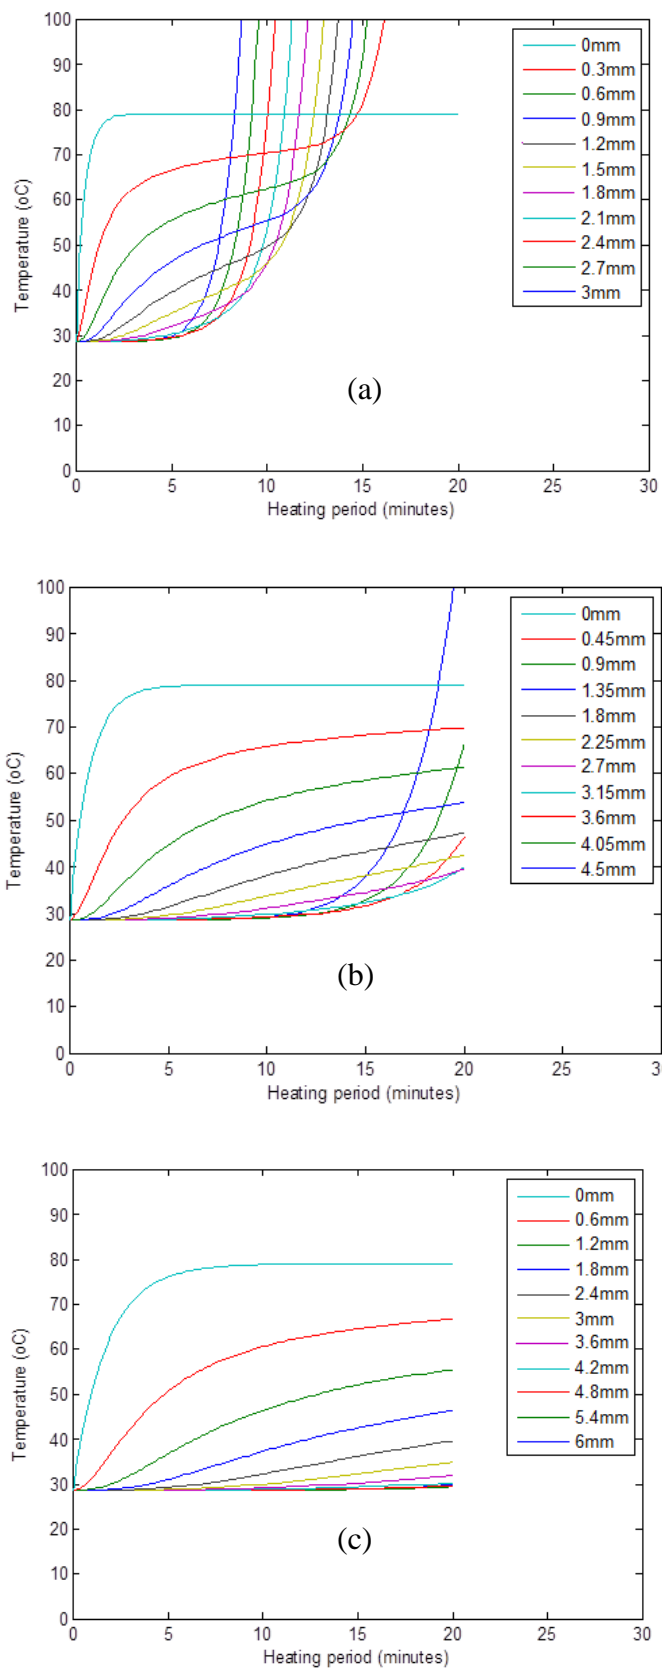 100
90
80
70
60
50
40
30
20
10
0
Temperature (oC)
0 5 10 15 20 25 30
Heating period (minutes)
0mm
0.3mm
0.6mm
0.9mm
1.2mm
1.5mm
1.8mm
2.1mm
2.4mm
2.7mm
3mm
(a)
100
90
80
70
60
50
40
30
20
10
0
Temperature (oC)
0 5 10 15 20 25 3
Heating period (minutes)
0mm
0.45mm
0.9mm
1.35mm
1.8mm
2.25mm
2.7mm
3.15mm
3.6mm
4.05mm
4.5mm
(b)
100
90
80
70
60
50
40
30
20
10
0
Temperature (oC)
0 5 10 15 20 25 30
Heating period (minutes)
0mm
0.6mm
1.2mm
1.8mm
2.4mm
3mm
3.6mm
4.2mm
4.8mm
5.4mm
6mm
(c)